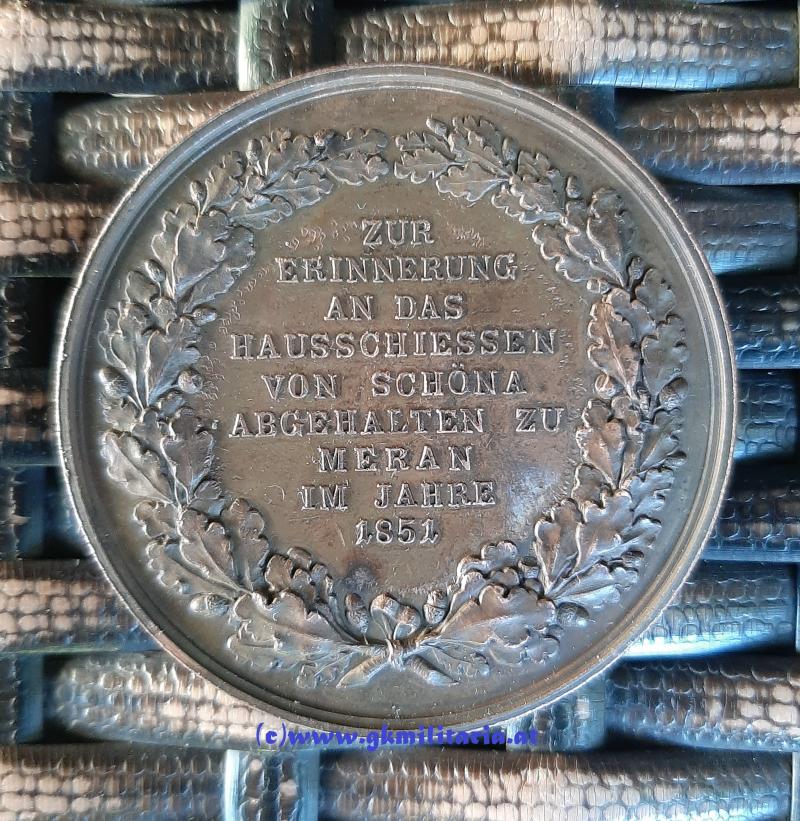 ZUR
ERINNERUNG
AN DAS
HAUSSCHIESSEN
VON SCHÖNA
ABGEHALTEN ZU
MERAN
IM JAHRE
1851
(c)www.gkmilitaria.at